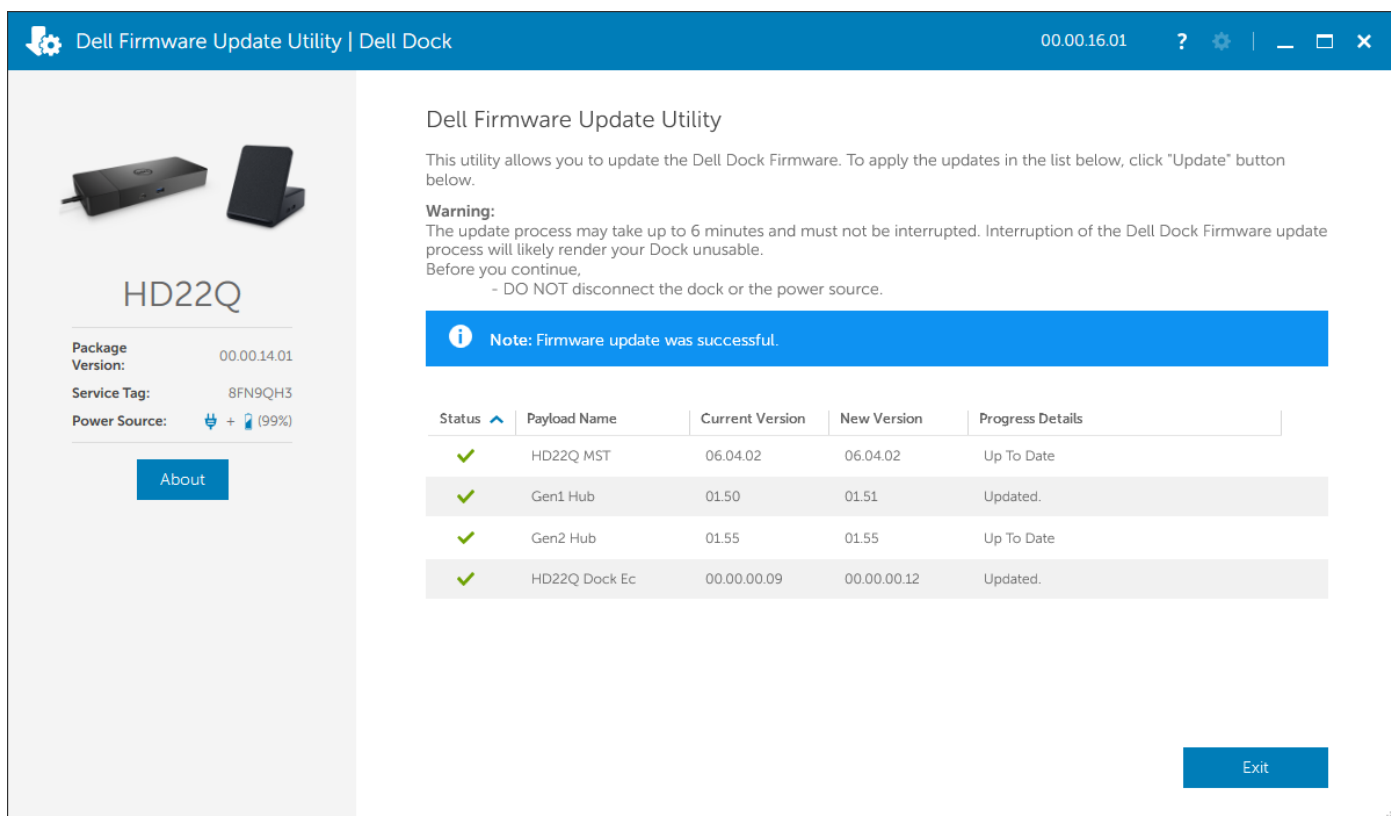 Dell Firmware Update Utility | Dell Dock
00.00.16.01
?
Dell Firmware Update Utility
This utility allows you to update the Dell Dock Firmware. To apply the updates in the list below, click "Update" button
below.
Warning:
The update process may take up to 6 minutes and must not be interrupted. Interruption of the Dell Dock Firmware update
process will likely render your Dock unusable.
Before you continue,
- DO NOT disconnect the dock or the power source.
HD22Q
Package
Version:
00.00.14.01
Service Tag: 8FN9QH3
Power Source: + (99%)
About
Note: Firmware update was successful.
Status Payload Name Current Version New Version Progress Details
HD22Q MST 06.04.02 06.04.02 Up To Date
Gen1 Hub 01.50 01.51 Updated.
Gen2 Hub 01.55 01.55 Up To Date
HD22Q Dock Ec 00.00.00.09 00.00.00.12 Updated.
Exit